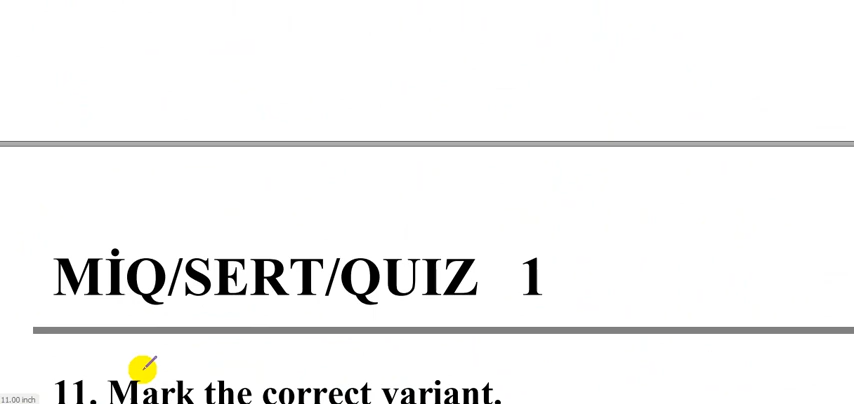 MİQ/SERT/QUIZ 1
11. Mark the correct variant.
11.00 inch